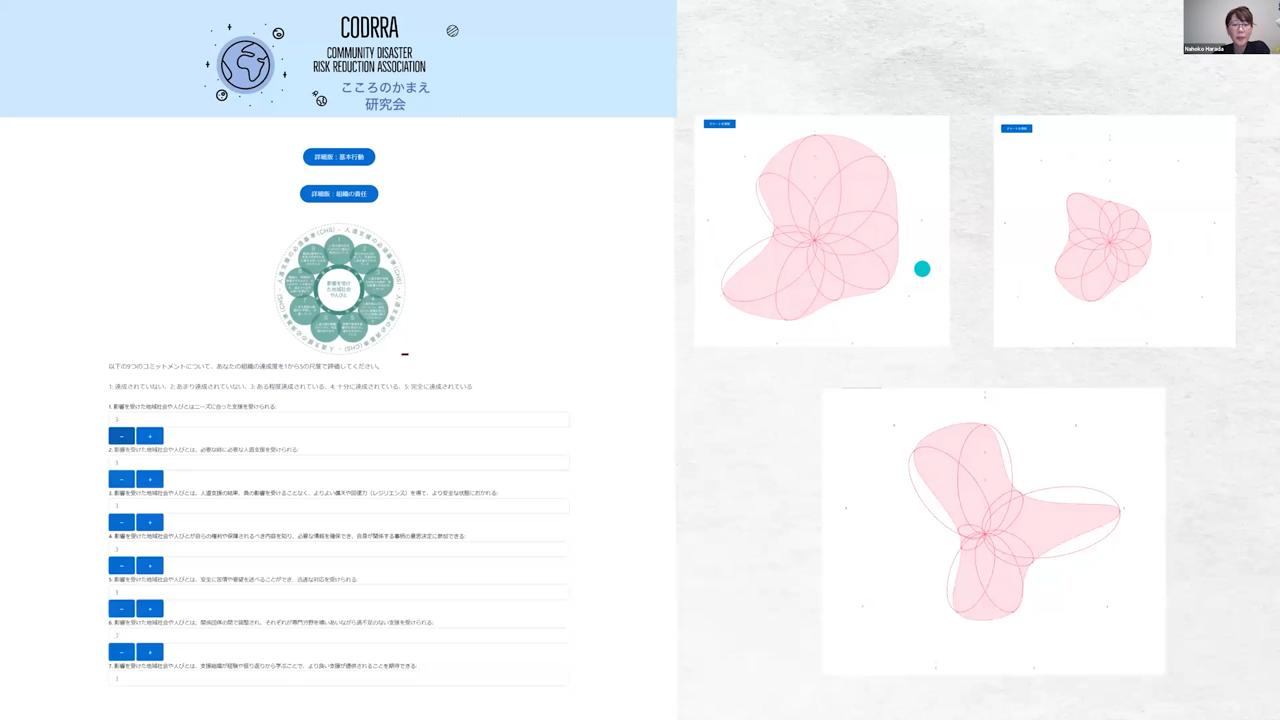 CODRRA
COMMUNITY DISASTER
RISK REDUCTION ASSOCIATION
こころのかまえ
研究会
詳細版：基本行動
詳細版：組織の責任
影響を受け
た地域社会
や人びと
以下の9つのコミットメントについて、あなたの組織の達成度を1から5の尺度で評価してください。
1: 達成されていない、2: あまり達成されていない、3: ある程度達成されている、4: 十分に達成されている、5: 完全に達成されている
1. 影響を受けた地域社会や人びとはニーズに合った支援を受けられる:
3
－ +
2. 影響を受けた地域社会や人びとは、必要な時に必要な人道支援を受けられる:
3
－ +
3. 影響を受けた地域社会や人びとは、人道支援の結果、負の影響を受けることなく、よりよい備えや回復力（レジリエンス）を得て、より安全な状態におかれる:
3
－ +
4. 影響を受けた地域社会や人びとが自らの権利や保障されるべき内容を知り、必要な情報を確保でき、自身が関係する事柄の意思決定に参加できる:
3
－ +
5. 影響を受けた地域社会や人びとは、安全に苦情や要望を述べることができ、迅速な対応を受けられる:
3
－ +
6. 影響を受けた地域社会や人びとは、関係団体の間で調整され、それぞれが専門分野を補いあいながら過不足のない支援を受けられる:
3
－ +
7. 影響を受けた地域社会や人びとは、支援組織が経験や振り返りから学ぶことで、より良い支援が提供されることを期待できる:
3
Nahoko Harada